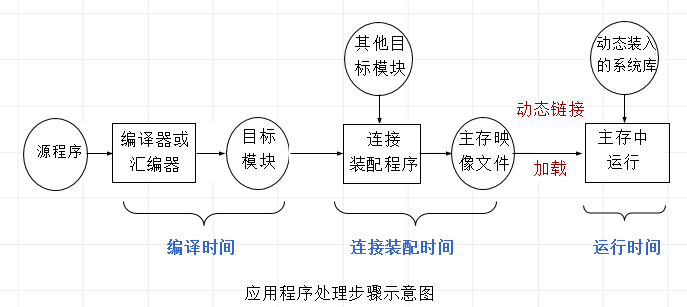 其他目
标模块
动态装入
的系统库
动态链接
源程序
编译器或
汇编器
目标
模块
连接
装配程序
主存映
像文件
加载
主存中
运行
编译时间
连接装配时间
运行时间
应用程序处理步骤示意图